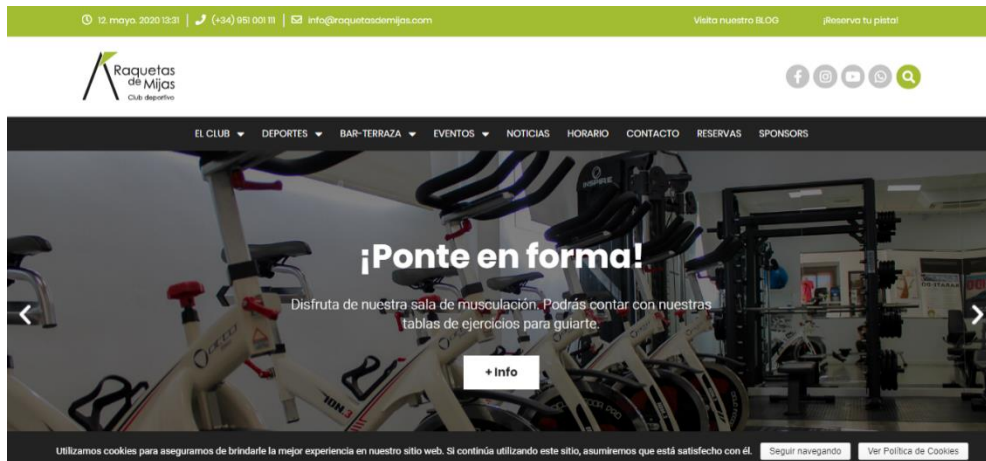 12. mayo. 2020 13:31 (+34) 951 001 111 info@raquetasdemijas.com Visita nuestro BLOG ¡Reserva tu pista!
Raquetas
de Mijas
Club deportivo
EL CLUB DEPORTES BAR-TERRAZA EVENTOS NOTICIAS HORARIO CONTACTO RESERVAS SPONSORS
INSPIRE
¡Ponte en forma!
Disfruta de nuestra sala de musculación. Podrás contar con nuestras
tablas de ejercicios para guiarte.
+ Info
Utilizamos cookies para asegurarnos de brindarle la mejor experiencia en nuestro sitio web. Si continúa utilizando este sitio, asumiremos que está satisfecho con él. Seguir navegando Ver Política de Cookies